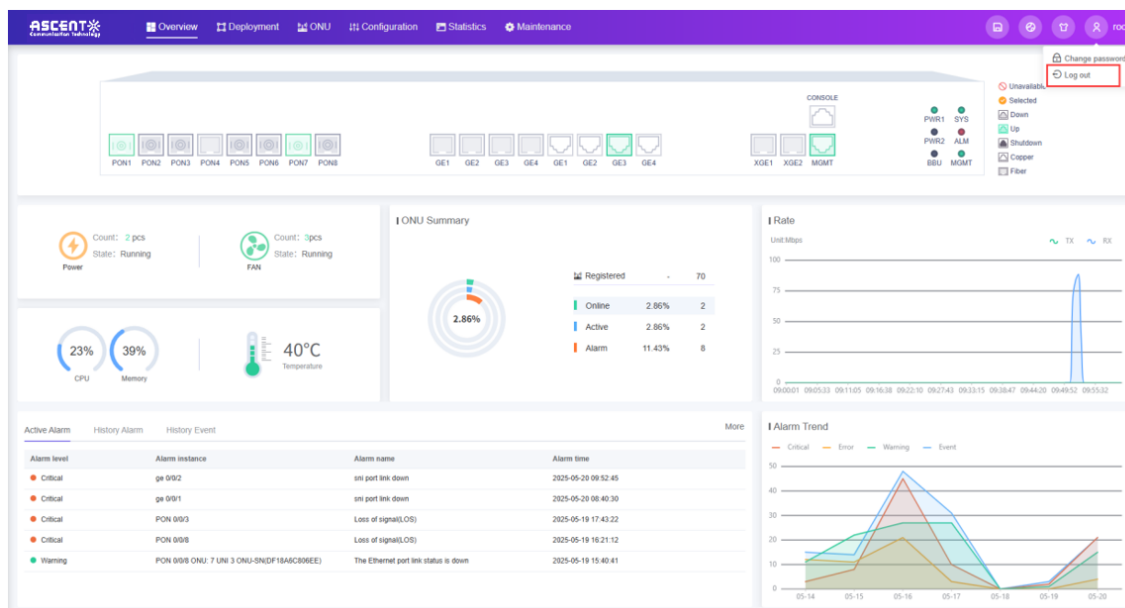 ASCENT
Communication Technology
Overview
Deployment
ONU
Configuration
Statistics
Maintenance
Change password
Log out
CONSOLE
PON1 PON2 PON3 PON4 PON5 PON6 PON7 PON8
GE1 GE2 GE3 GE4 GE1 GE2 GE3 GE4
XGE1 XGE2 MGMT
PWR1 SYS
PWR2 ALM
BBU MGMT
Unavailable
Selected
Down
Up
Shutdown
Copper
Fiber
Count: 2 pcs
State: Running
Power
Count: 3pcs
State: Running
FAN
23%
CPU
39%
Memory
40°C
Temperature
ONU Summary
2.86%
Registered - 70
Online 2.86% 2
Active 2.86% 2
Alarm 11.43% 8
Rate
Unit:Mbps
TX RX
100
75
50
25
0
09:00:01 09:05:33 09:11:05 09:16:38 09:22:10 09:27:43 09:33:15 09:38:47 09:44:20 09:49:52 09:55:32
Active Alarm History Alarm History Event More
Alarm level Alarm instance Alarm name Alarm time
Critical ge 0/0/2 sni port link down 2025-05-20 09:52:45
Critical ge 0/0/1 sni port link down 2025-05-20 08:40:30
Critical PON 0/0/3 Loss of signal(LOS) 2025-05-19 17:43:22
Critical PON 0/0/8 Loss of signal(LOS) 2025-05-19 16:21:12
Warning PON 0/0/8 ONU: 7 UNI 3 ONU-SN(DF18A6C806EE) The Ethernet port link status is down 2025-05-19 15:40:41
Alarm Trend
Critical Error Warning Event
50
40
30
20
10
0
05-14 05-15 05-16 05-17 05-18 05-19 05-20